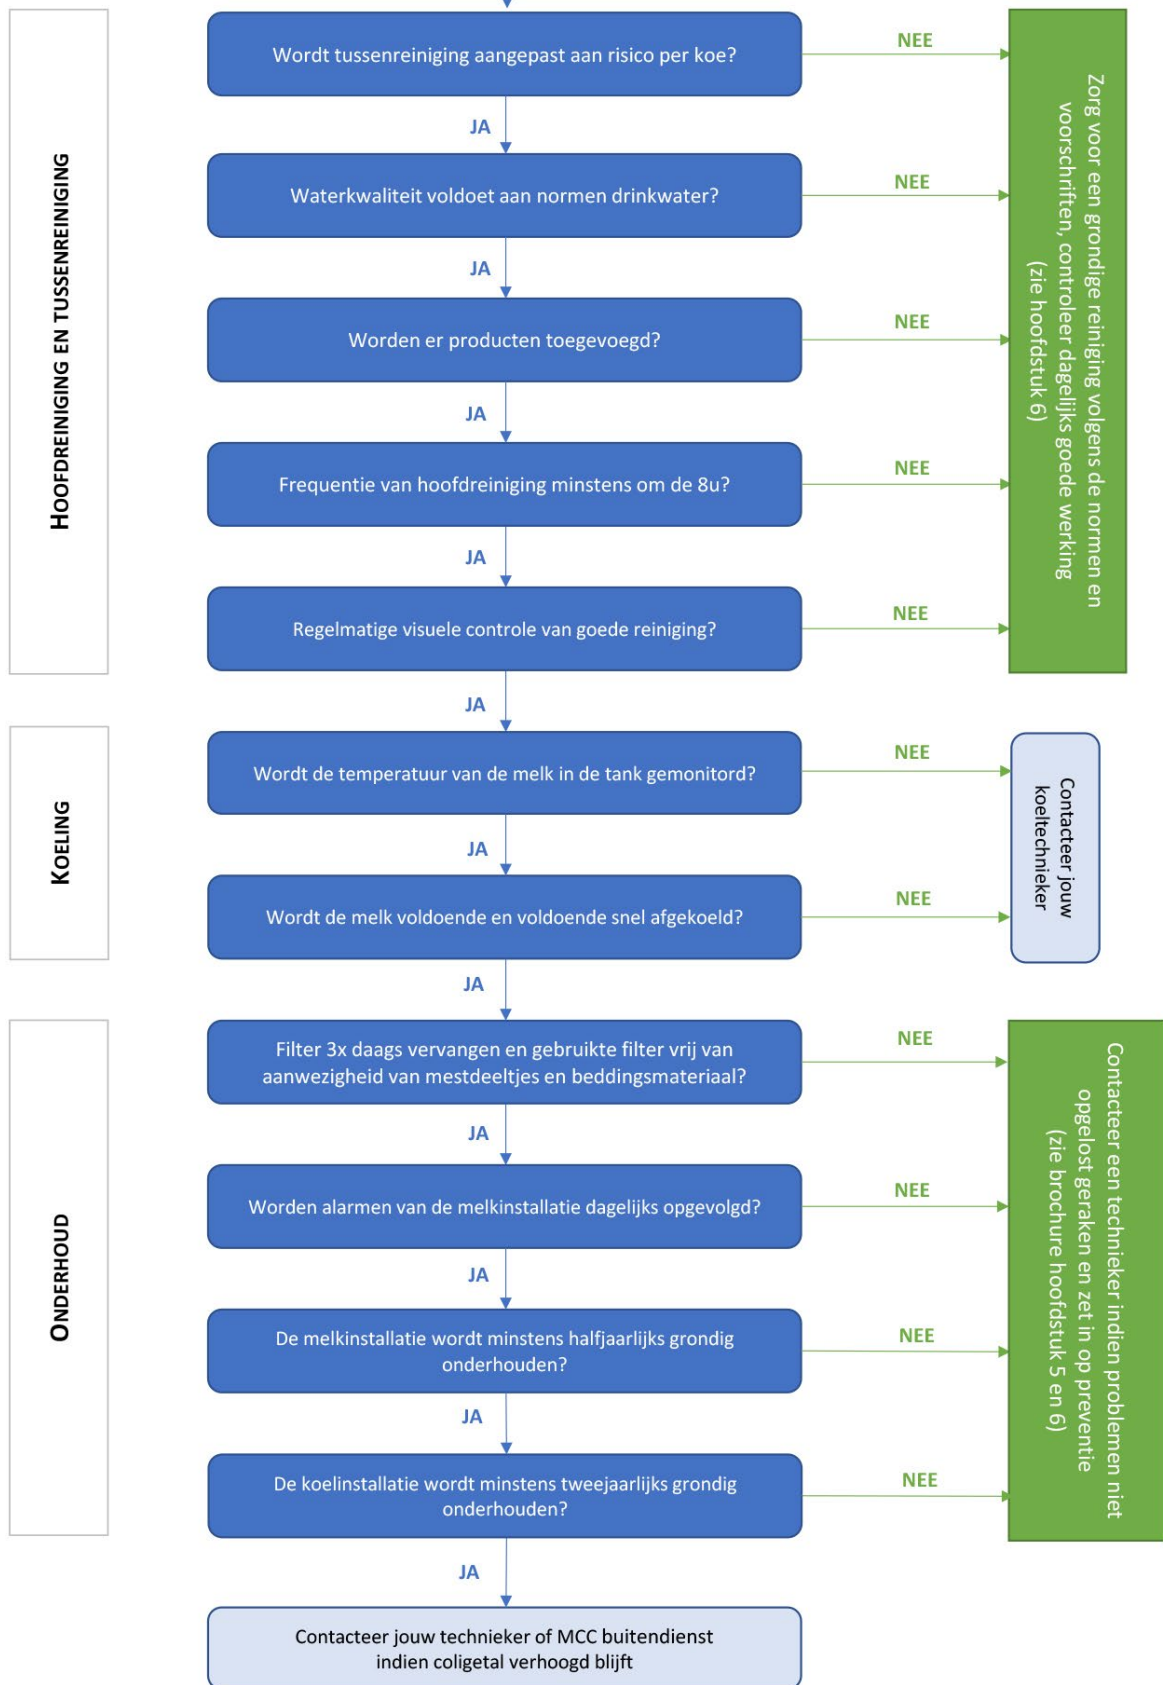 HOOFDREINIGING EN TUSSENREINIGING
Wordt tussenreiniging aangepast aan risico per koe?
NEE
JA
Waterkwaliteit voldoet aan normen drinkwater?
NEE
JA
Worden er producten toegevoegd?
NEE
JA
Frequentie van hoofdreiniging minstens om de 8u?
NEE
JA
Regelmatige visuele controle van goede reiniging?
NEE
JA
Zorg voor een grondige reiniging volgens de normen en
voorschriften, controleer dagelijks goede werking
(zie hoofdstuk 6)
KOELING
Wordt de temperatuur van de melk in de tank gemonitord?
NEE
JA
Wordt de melk voldoende en voldoende snel afgekoeld?
NEE
JA
Contacteer jouw
koeltechnieker
ONDERHOUD
Filter 3x daags vervangen en gebruikte filter vrij van
aanwezigheid van mestdeeltjes en beddingsmateriaal?
NEE
JA
Worden alarmen van de melkinstallatie dagelijks opgevolgd?
NEE
JA
De melkinstallatie wordt minstens halfjaarlijks grondig
onderhouden?
NEE
JA
De koelinstallatie wordt minstens tweejaarlijks grondig
onderhouden?
NEE
JA
Contacteer een technieker indien problemen niet
opgelost geraken en zet in op preventie
(zie brochure hoofdstuk 5 en 6)
Contacteer jouw technieker of MCC buitendienst
indien coligetal verhoogd blijft